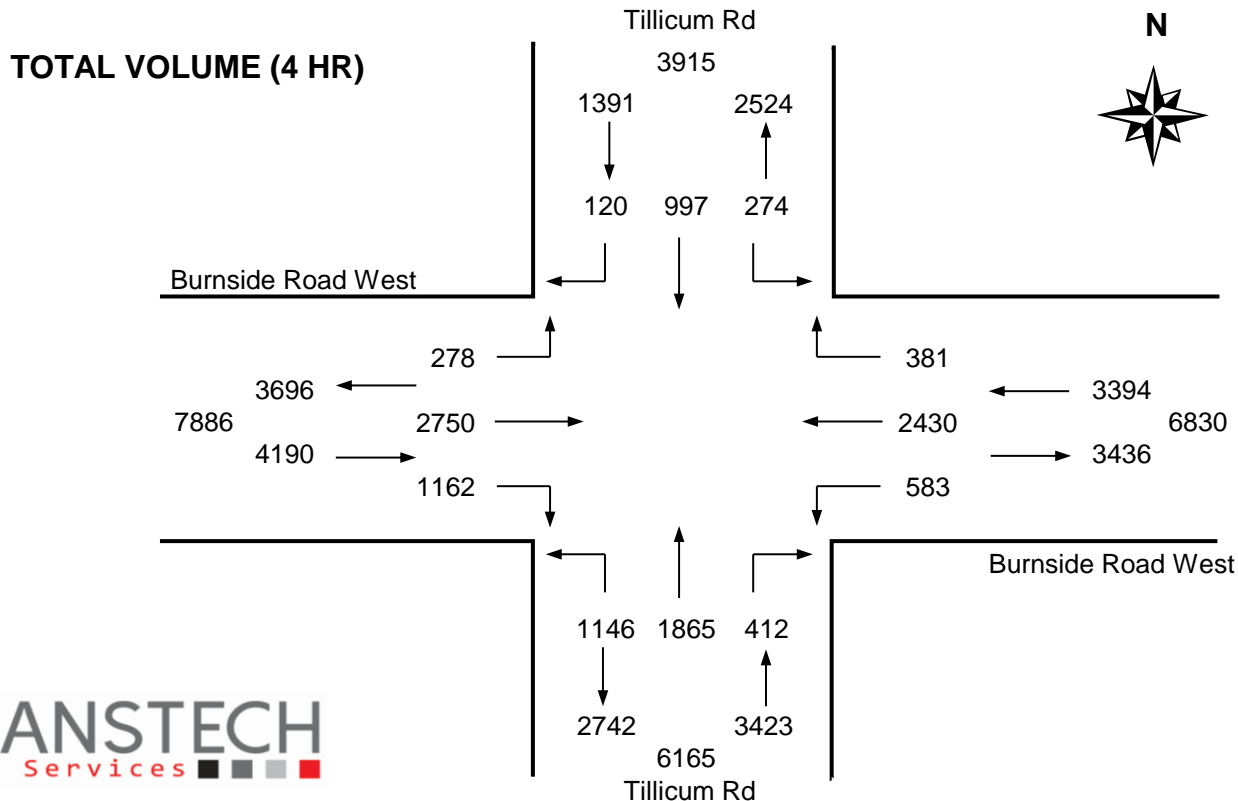 Tillicum Rd
N
TOTAL VOLUME (4 HR)
3915
1391 2524
120 997 274
Burnside Road West
278 381
3696 3394
7886 2750 2430 6830
4190 3436
1162 583
Burnside Road West
1146 1865 412
2742 3423
6165
Tillicum Rd
ANSTECH
Services